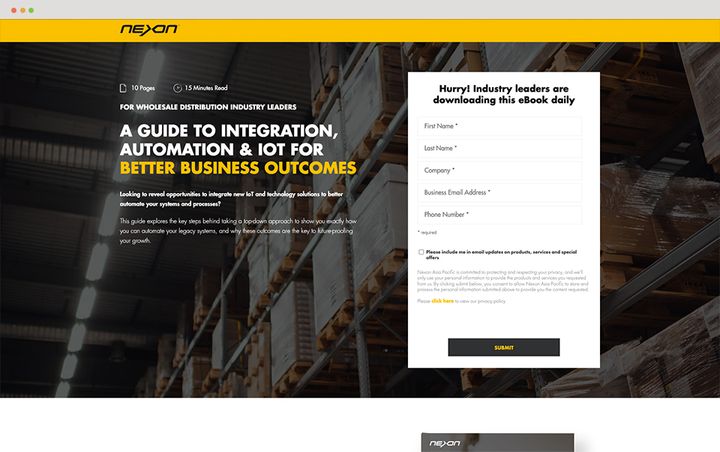 nexon
10 Pages
15 Minutes Read
FOR WHOLESALE DISTRIBUTION INDUSTRY LEADERS
A GUIDE TO INTEGRATION,
AUTOMATION & IOT FOR
BETTER BUSINESS OUTCOMES
Looking to reveal opportunities to integrate new IoT and technology solutions to better
automate your systems and processes?
This guide explores the key steps behind taking a top-down approach to show you exactly how
you can automate your legacy systems, and why these outcomes are the key to future-proofing
your growth.
Hurry! Industry leaders are
downloading this eBook daily
First Name *
Last Name *
Company *
Business Email Address *
Phone Number *
* required
Please include me in email updates on products, services and special
offers
Nexon Asia Pacific is committed to protecting and respecting your privacy, and we'll
only use your personal information to provide the products and services you requested
from us. By clicking submit below, you consent to allow Nexon Asia Pacific to store and
process the personal information submitted above to provide you the content requested.
Please click here to view our privacy policy
SUBMIT
nexon